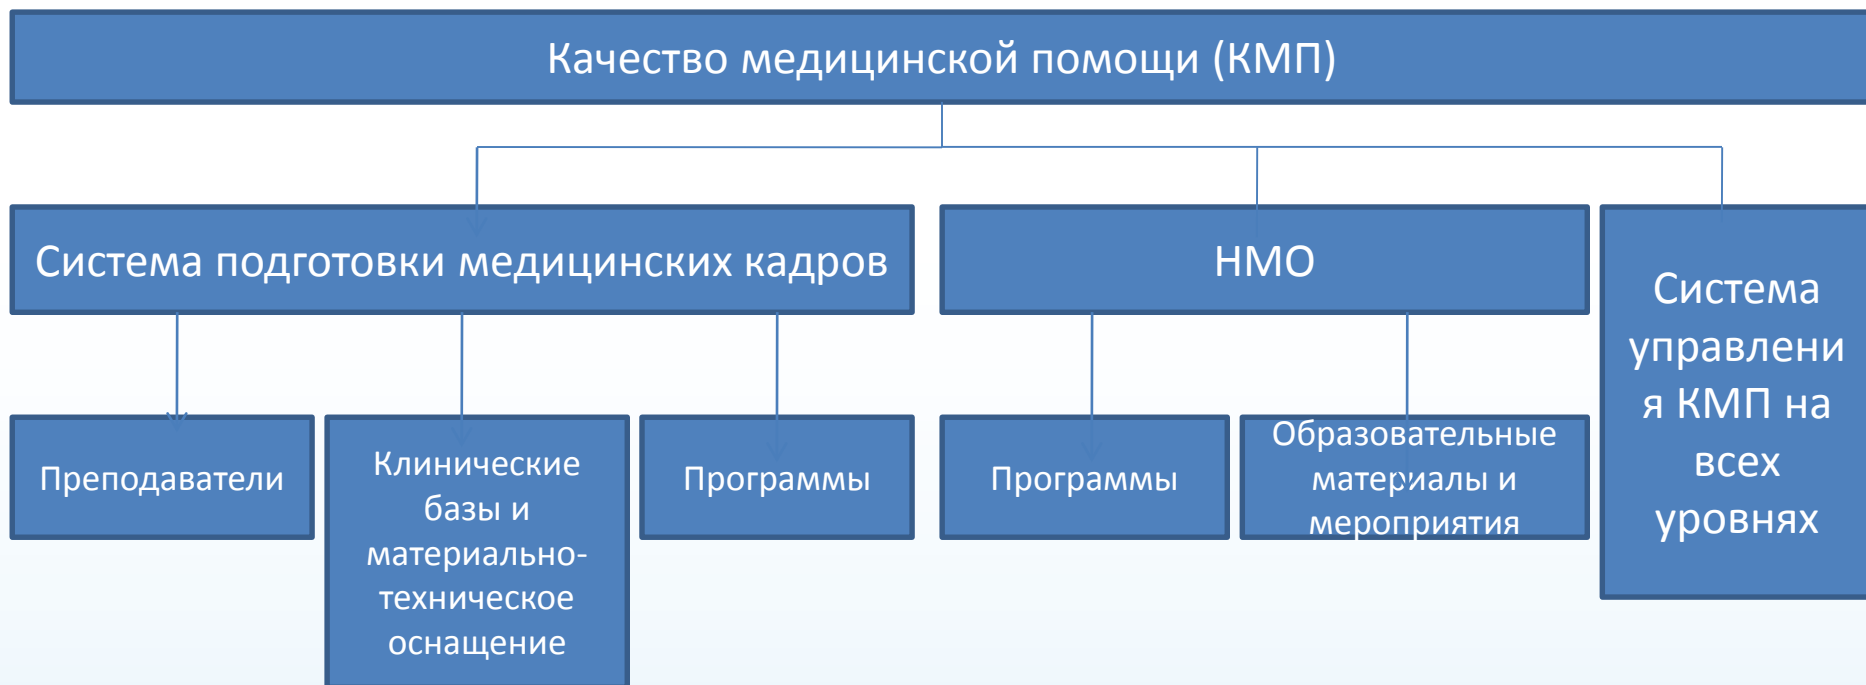 Качество медицинской помощи (КМП)
Система подготовки медицинских кадров
НМО
Система
управлени
я КМП на
всех
уровнях
Преподаватели
Клинические
базы и
материально-
техническое
оснащение
Программы
Программы
Образовательные
материалы и
мероприятия